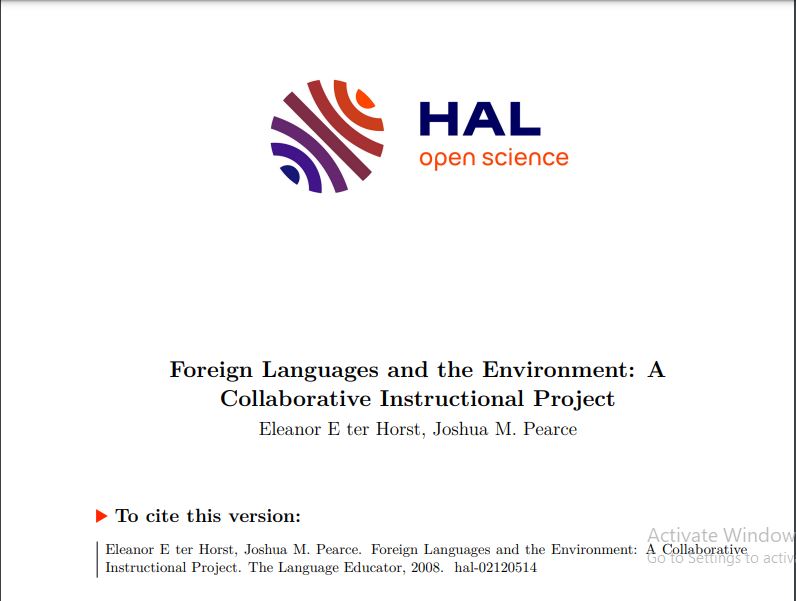 HAL
open science
Foreign Languages and the Environment: A
Collaborative Instructional Project
Eleanor E ter Horst, Joshua M. Pearce
To cite this version:
Eleanor E ter Horst, Joshua M. Pearce. Foreign Languages and the Environment: A Collaborative
Instructional Project. The Language Educator, 2008. hal-02120514
Activate Window
Go to Settings to activ